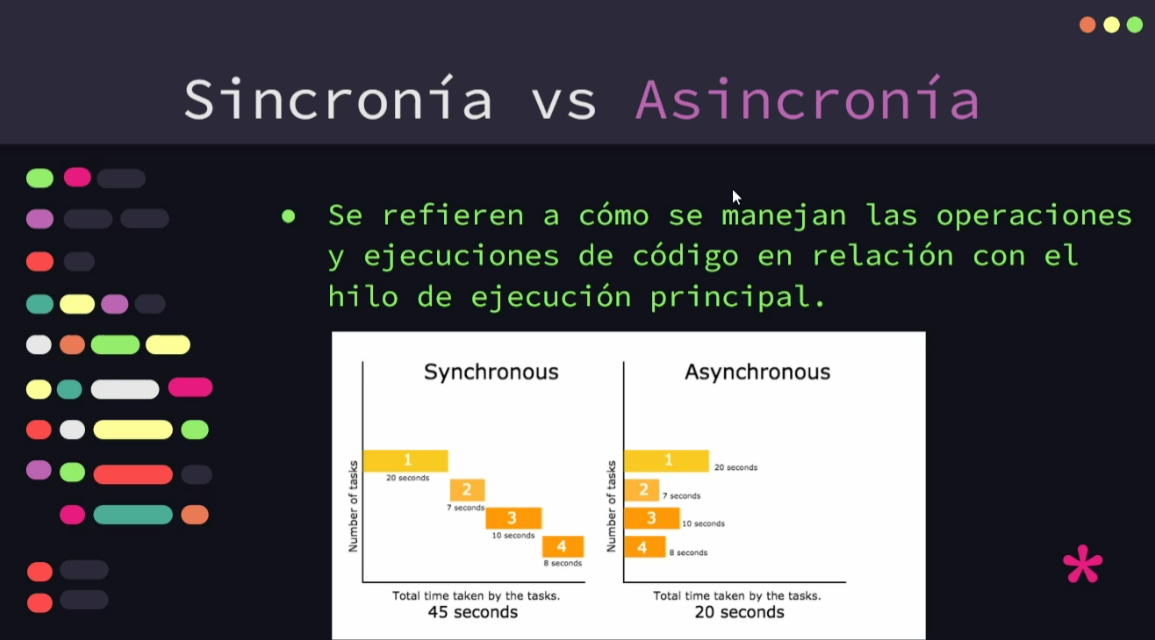 Sincronía vs Asincronía
● Se refieren a cómo se manejan las operaciones
y ejecuciones de código en relación con el
hilo de ejecución principal.
Synchronous
Number of tasks
1
20 seconds
2
7 seconds
3
10 seconds
4
8 seconds
Total time taken by the tasks.
45 seconds
Asynchronous
Number of tasks
1 20 seconds
2 7 seconds
3 10 seconds
4 8 seconds
Total time taken by the tasks.
20 seconds
*